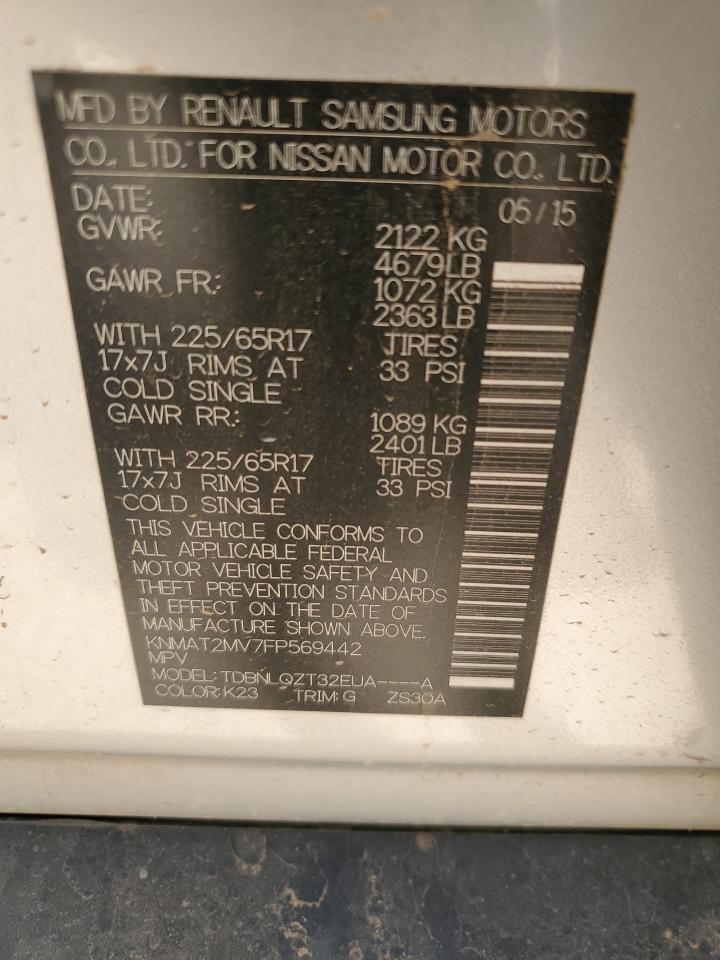 MFD BY RENAULT SAMSUNG MOTORS
CO., LTD. FOR NISSAN MOTOR CO., LTD.
DATE: 05/15
GVWR: 2122 KG
4679LB
GAWR FR.: 1072 KG
2363 LB
WITH 225/65R17 TIRES
17x7J RIMS AT 33 PSI
COLD SINGLE
GAWR RR.: 1089 KG
2401 LB
WITH 225/65R17 TIRES
17x7J RIMS AT 33 PSI
COLD SINGLE
THIS VEHICLE CONFORMS TO
ALL APPLICABLE FEDERAL
MOTOR VEHICLE SAFETY AND
THEFT PREVENTION STANDARDS
IN EFFECT ON THE DATE OF
MANUFACTURE SHOWN ABOVE.
KNMAT2MV7FP569442
MPV
MODEL: TDBNLQZT32EUA----A
COLOR: K23 TRIM: G ZS30A